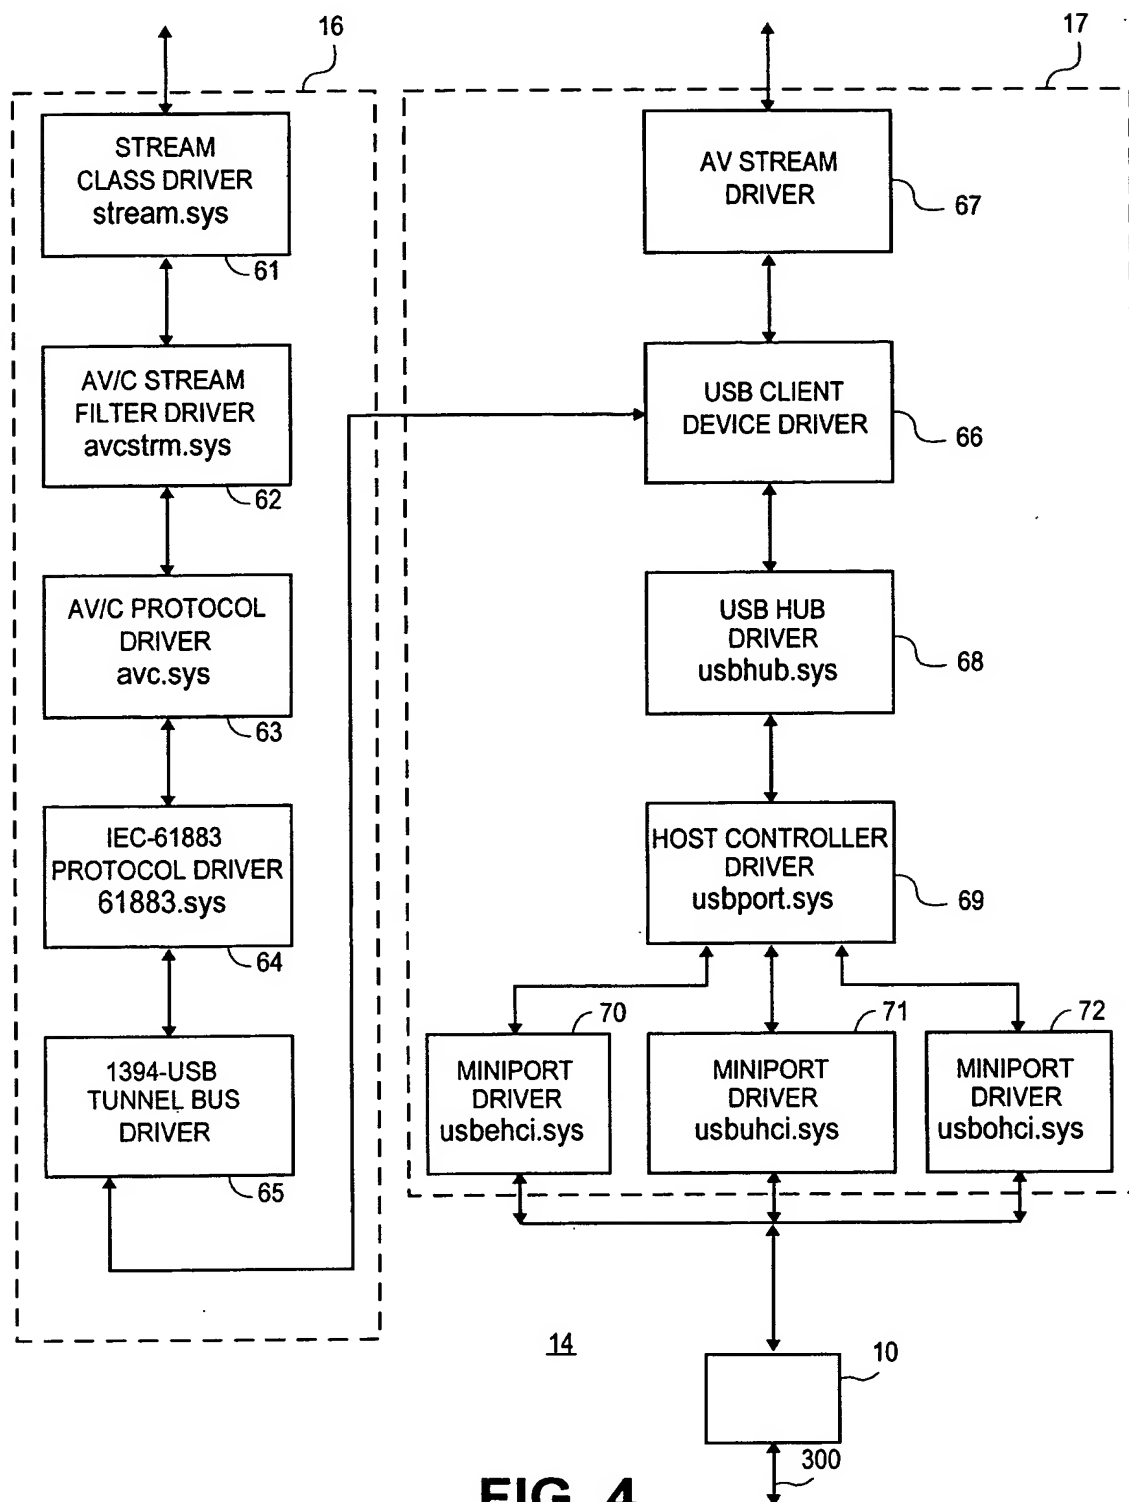 16
17
STREAM
CLASS DRIVER
stream.sys
61
AV/C STREAM
FILTER DRIVER
avcstrm.sys
62
AV/C PROTOCOL
DRIVER
avc.sys
63
IEC-61883
PROTOCOL DRIVER
61883.sys
64
1394-USB
TUNNEL BUS
DRIVER
65
AV STREAM
DRIVER
67
USB CLIENT
DEVICE DRIVER
66
USB HUB
DRIVER
usbhub.sys
68
HOST CONTROLLER
DRIVER
usbport.sys
69
70
MINIPORT
DRIVER
usbehci.sys
71
MINIPORT
DRIVER
usbuhci.sys
72
MINIPORT
DRIVER
usbohci.sys
14
10
300
FIG. 4